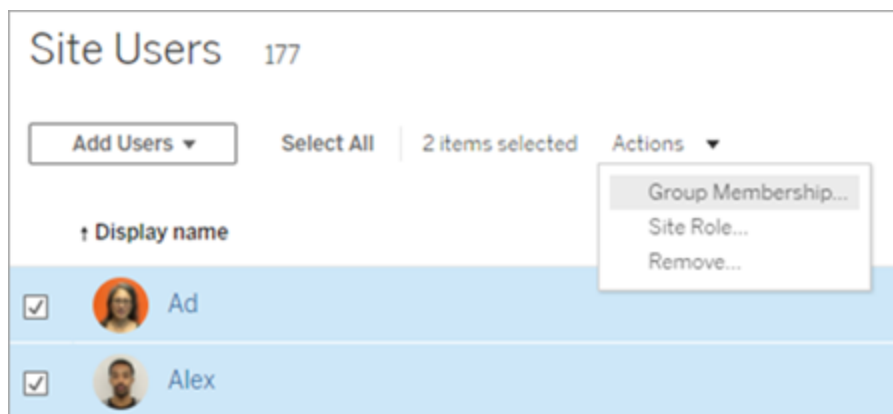 Site Users 177
Add Users Select All 2 items selected Actions
Group Membership...
Site Role...
Remove...
Display name
Ad
Alex